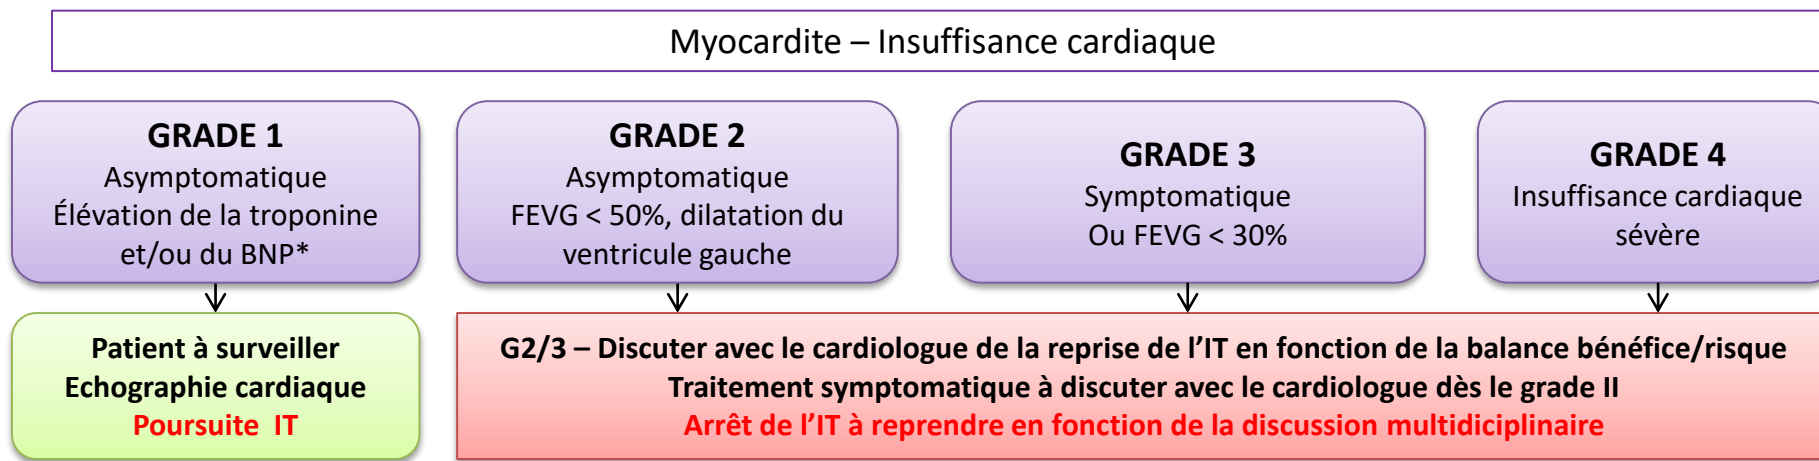 Myocardite – Insuffisance cardiaque
GRADE 1
Asymptomatique
Élévation de la troponine
et/ou du BNP*
GRADE 2
Asymptomatique
FEVG < 50%, dilatation du
ventricule gauche
GRADE 3
Symptomatique
Ou FEVG < 30%
GRADE 4
Insuffisance cardiaque
sévère
Patient à surveiller
Echographie cardiaque
Poursuite IT
G2/3 – Discuter avec le cardiologue de la reprise de l’IT en fonction de la balance bénéfice/risque
Traitement symptomatique à discuter avec le cardiologue dès le grade II
Arrêt de l’IT à reprendre en fonction de la discussion multidiciplinaire